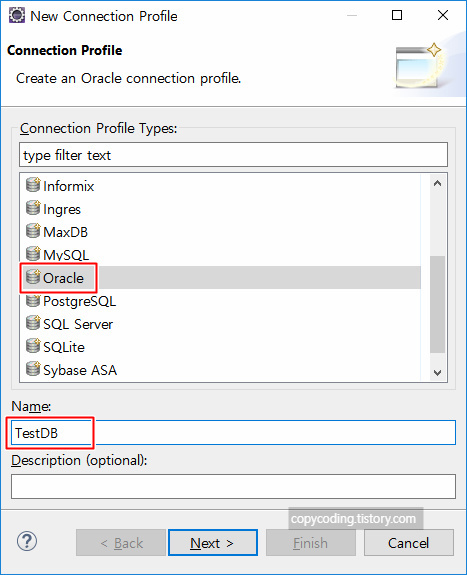 New Connection Profile
Connection Profile
Create an Oracle connection profile.
Connection Profile Types:
type filter text
Informix
Ingres
MaxDB
MySQL
Oracle
PostgreSQL
SQL Server
SQLite
Sybase ASA
Name:
TestDB
Description (optional):
copycoding.tistory.com
?
< Back
Next >
Finish
Cancel